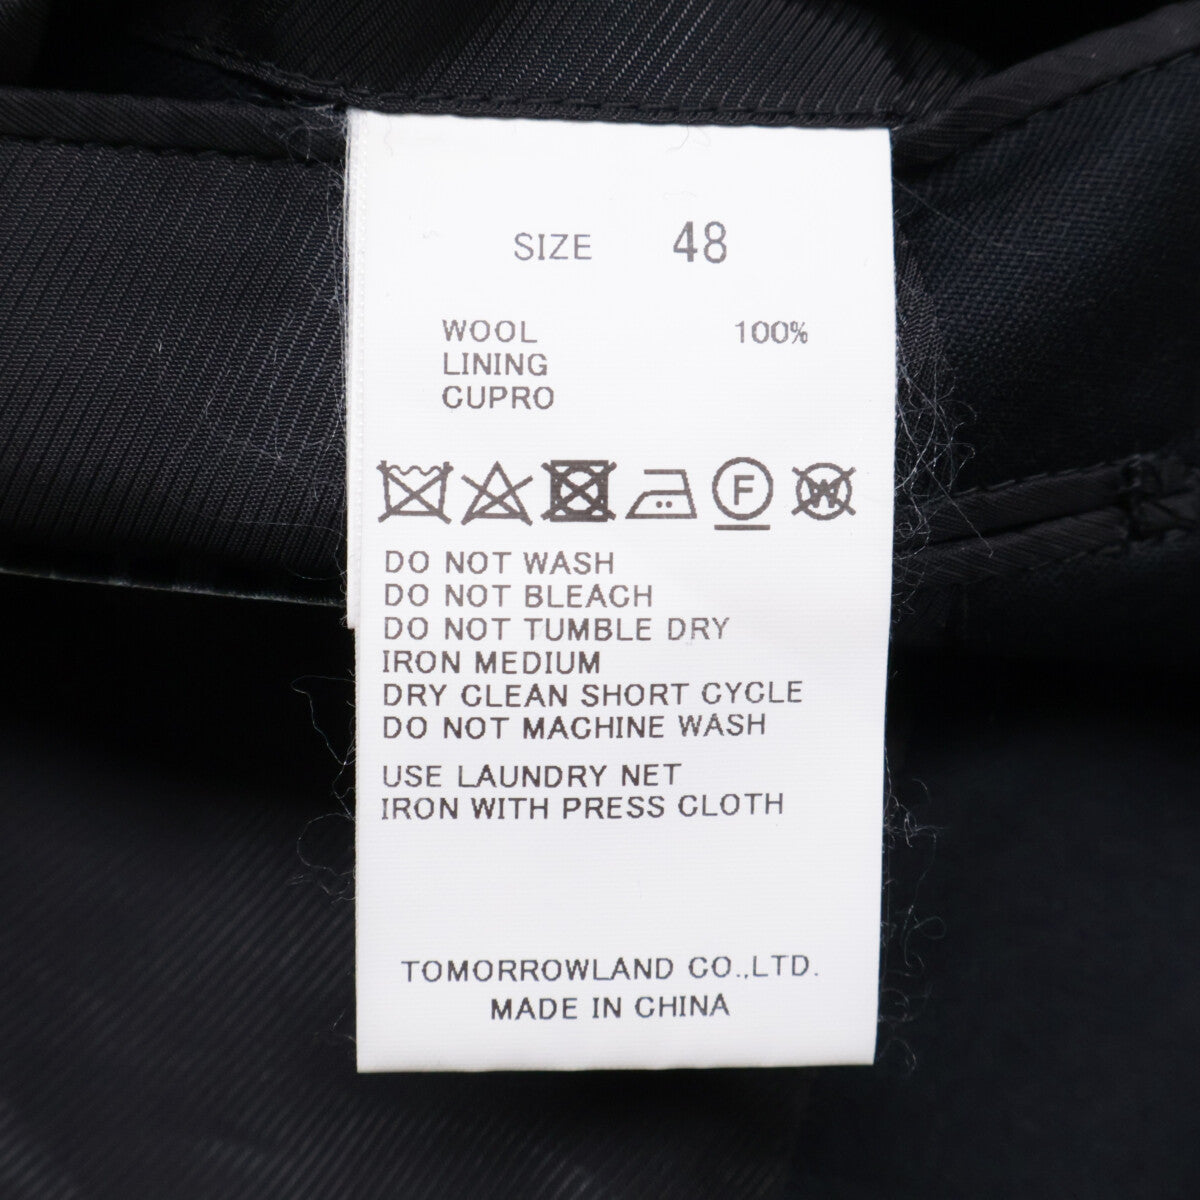 SIZE 48
WOOL 100%
LINING
CUPRO
F W
DO NOT WASH
DO NOT BLEACH
DO NOT TUMBLE DRY
IRON MEDIUM
DRY CLEAN SHORT CYCLE
DO NOT MACHINE WASH
USE LAUNDRY NET
IRON WITH PRESS CLOTH
TOMORROWLAND CO.,LTD.
MADE IN CHINA